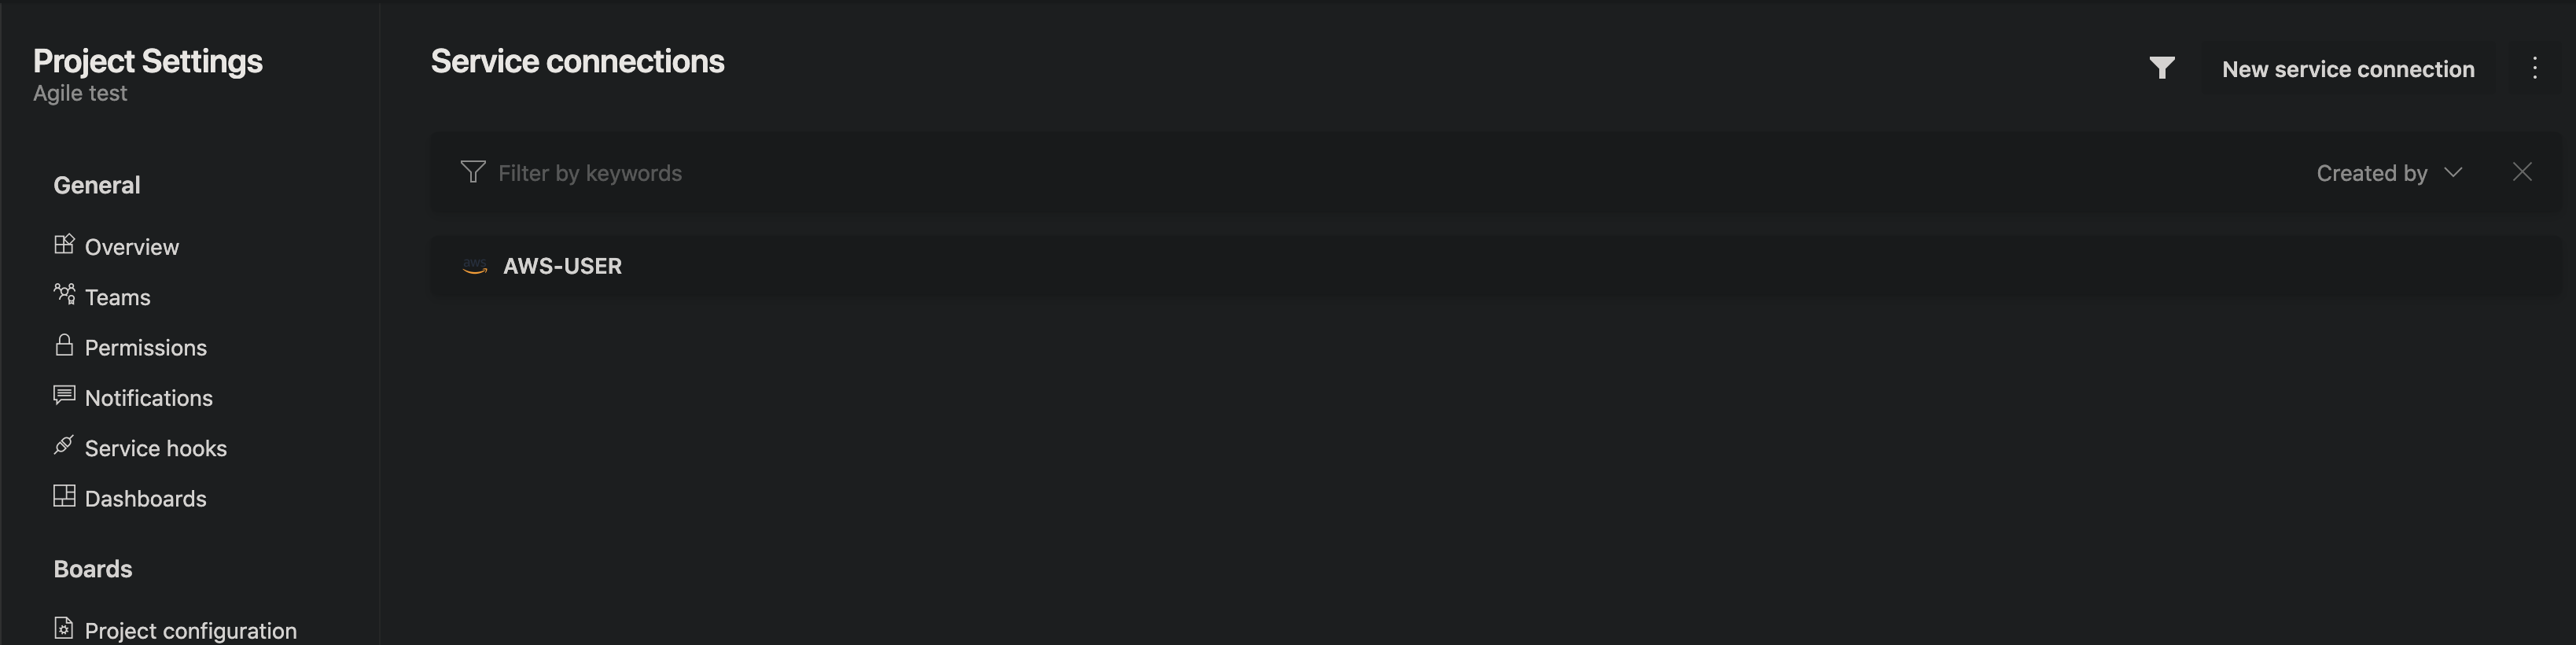 Project Settings
Agile test
General
Overview
Teams
Permissions
Notifications
Service hooks
Dashboards
Boards
Project configuration
Service connections
New service connection
Filter by keywords
Created by
aws AWS-USER